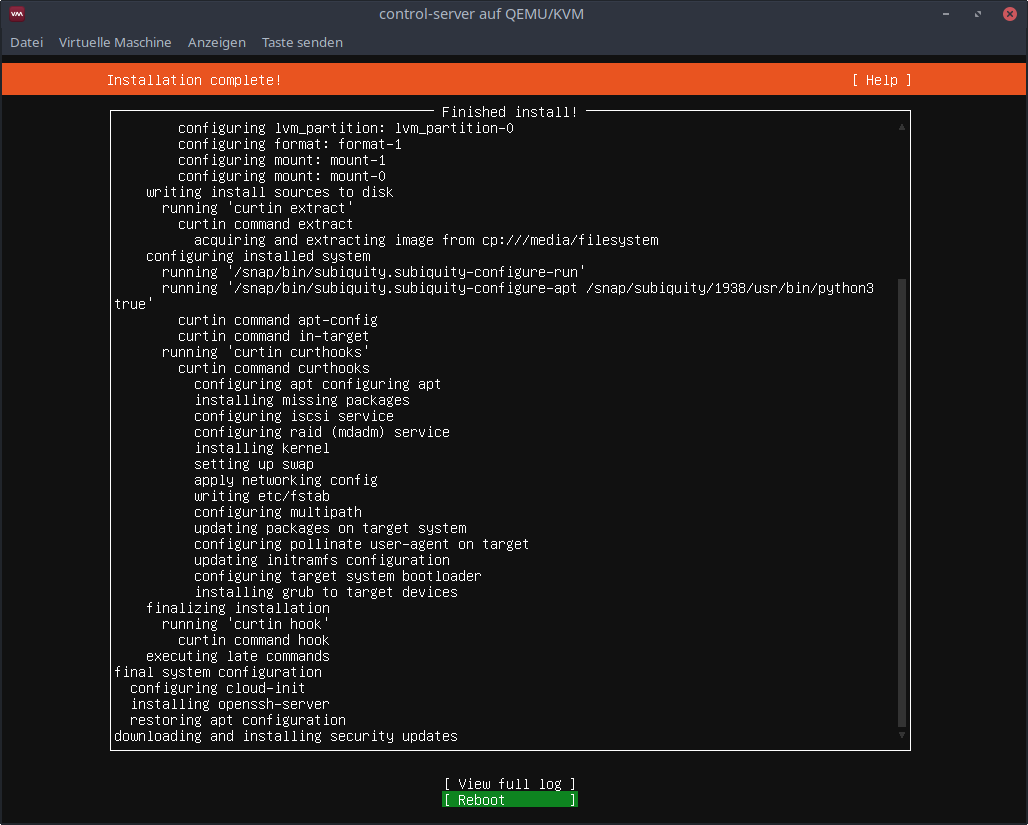 control-server auf QEMU/KVM
Datei Virtuelle Maschine Anzeigen Taste senden
Installation complete! [ Help ]
Finished install!
configuring lvm_partition: lvm_partition-0
configuring format: format-1
configuring mount: mount-1
configuring mount: mount-0
writing install sources to disk
running 'curtin extract'
curtin command extract
acquiring and extracting image from cp:///media/filesystem
configuring installed system
running '/snap/bin/subiquity.subiquity-configure-run'
running '/snap/bin/subiquity.subiquity-configure-apt /snap/subiquity/1938/usr/bin/python3
true'
curtin command apt-config
curtin command in-target
running 'curtin curthooks'
curtin command curthooks
configuring apt configuring apt
installing missing packages
configuring iscsi service
configuring raid (mdadm) service
installing kernel
setting up swap
apply networking config
writing etc/fstab
configuring multipath
updating packages on target system
configuring pollinate user-agent on target
updating initramfs configuration
configuring target system bootloader
installing grub to target devices
finalizing installation
running 'curtin hook'
curtin command hook
executing late commands
final system configuration
configuring cloud-init
installing openssh-server
restoring apt configuration
downloading and installing security updates
[ View full log ]
[ Reboot ]